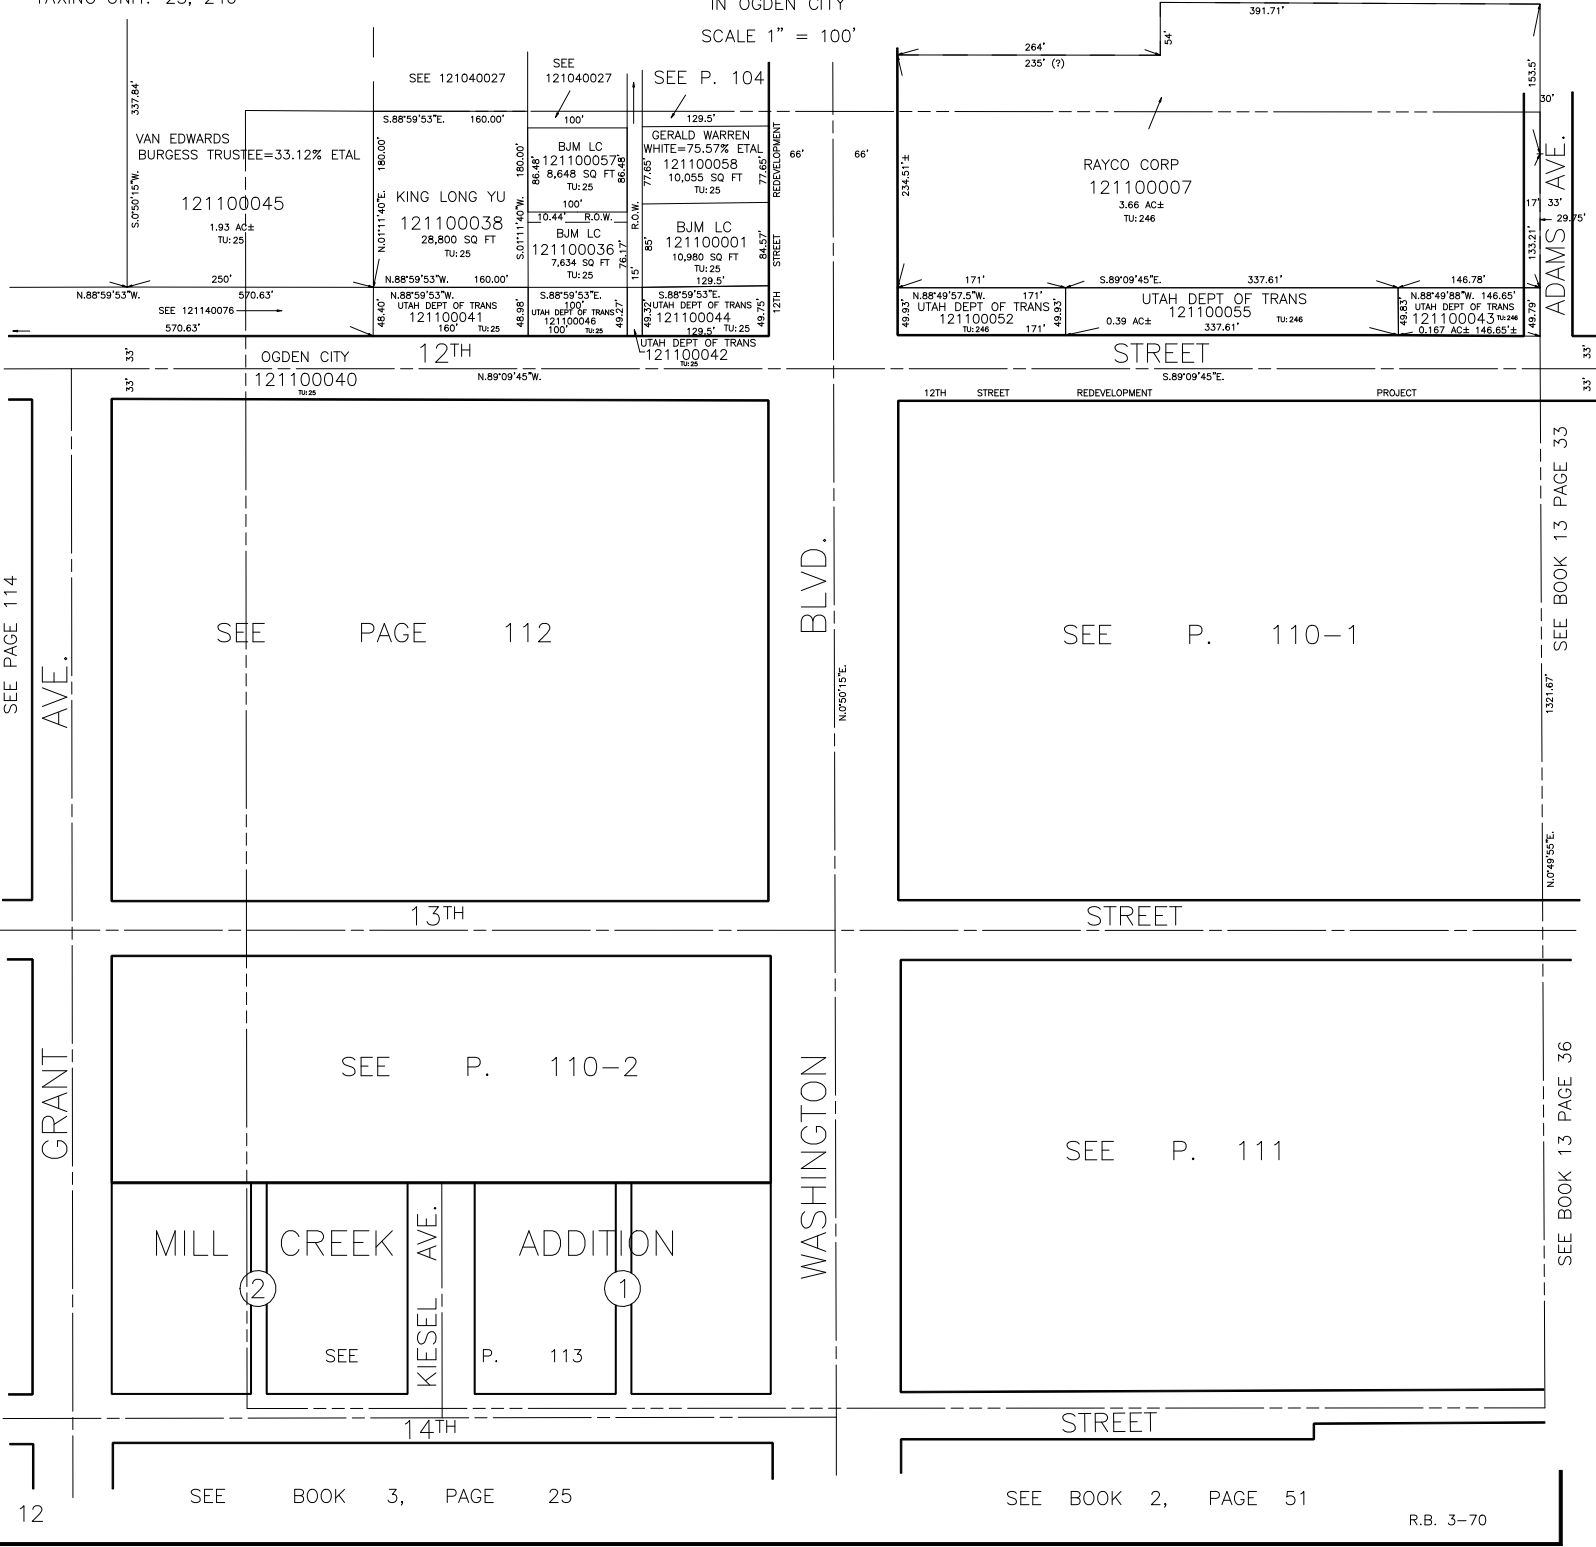 IN OGDEN CITY
SCALE 1" = 100'
391.71'
54'
264'
235' (?)
153.5'
30'
337.84'
S.0°50'15"W.
VAN EDWARDS
BURGESS TRUSTEE=33.12% ETAL
121100045
1.93 AC±
TU: 25
250'
SEE 121040027
S.88°59'53"E. 160.00'
180.00'
N.01°11'40"E.
KING LONG YU
121100038
28,800 SQ FT
TU: 25
180.00'
S.01°11'40"W.
N.88°59'53"W. 160.00'
SEE
121040027
100'
BJM LC
121100057
8,648 SQ FT
TU: 25
86.48'
86.48'
100'
10.44' R.O.W.
BJM LC
121100036
7,634 SQ FT
TU: 25
76.17'
R.O.W.
15'
SEE P. 104
129.5'
GERALD WARREN
WHITE=75.57% ETAL
121100058
10,055 SQ FT
TU: 25
77.65'
77.65'
BJM LC
121100001
10,980 SQ FT
TU: 25
85'
84.57'
129.5'
12TH STREET REDEVELOPMENT
66' 66'
234.51'±
RAYCO CORP
121100007
3.66 AC±
TU: 246
17' 33'
29.75'
133.21'
ADAMS AVE.
N.88°59'53"W. 570.63'
SEE 121140076
570.63'
48.40'
N.88°59'53"W.
UTAH DEPT OF TRANS
121100041
160' TU: 25
48.98'
S.88°59'53"E.
100'
UTAH DEPT OF TRANS
121100046
100' TU: 25
49.27'
S.88°59'53"E.
UTAH DEPT OF TRANS
121100044
129.5' TU: 25
49.32'
49.75'
UTAH DEPT OF TRANS
121100042
TU: 25
171' S.89°09'45"E. 337.61' 146.78'
49.93'
N.88°49'57.5"W. 171'
UTAH DEPT OF TRANS
121100052
TU: 246 171'
49.93'
UTAH DEPT OF TRANS
121100055
0.39 AC± TU: 246
337.61'
49.83'
N.88°49'88"W. 146.65'
UTAH DEPT OF TRANS
121100043 TU: 246
0.167 AC± 146.65'±
49.79'
12TH STREET
33' 33'
33' 33'
OGDEN CITY
121100040
TU: 25
N.89°09'45"W.
S.89°09'45"E.
12TH STREET REDEVELOPMENT PROJECT
SEE PAGE 114
GRANT AVE.
SEE PAGE 112
WASHINGTON BLVD.
N.0°50'15"E.
SEE P. 110-1
SEE BOOK 13 PAGE 33
1321.67'
N.0°49'55"E.
13TH STREET
SEE P. 110-2
SEE P. 111
SEE BOOK 13 PAGE 36
MILL CREEK ADDITION
2 1
KIESEL AVE.
SEE P. 113
14TH STREET
SEE BOOK 3, PAGE 25
SEE BOOK 2, PAGE 51
12
R.B. 3-70